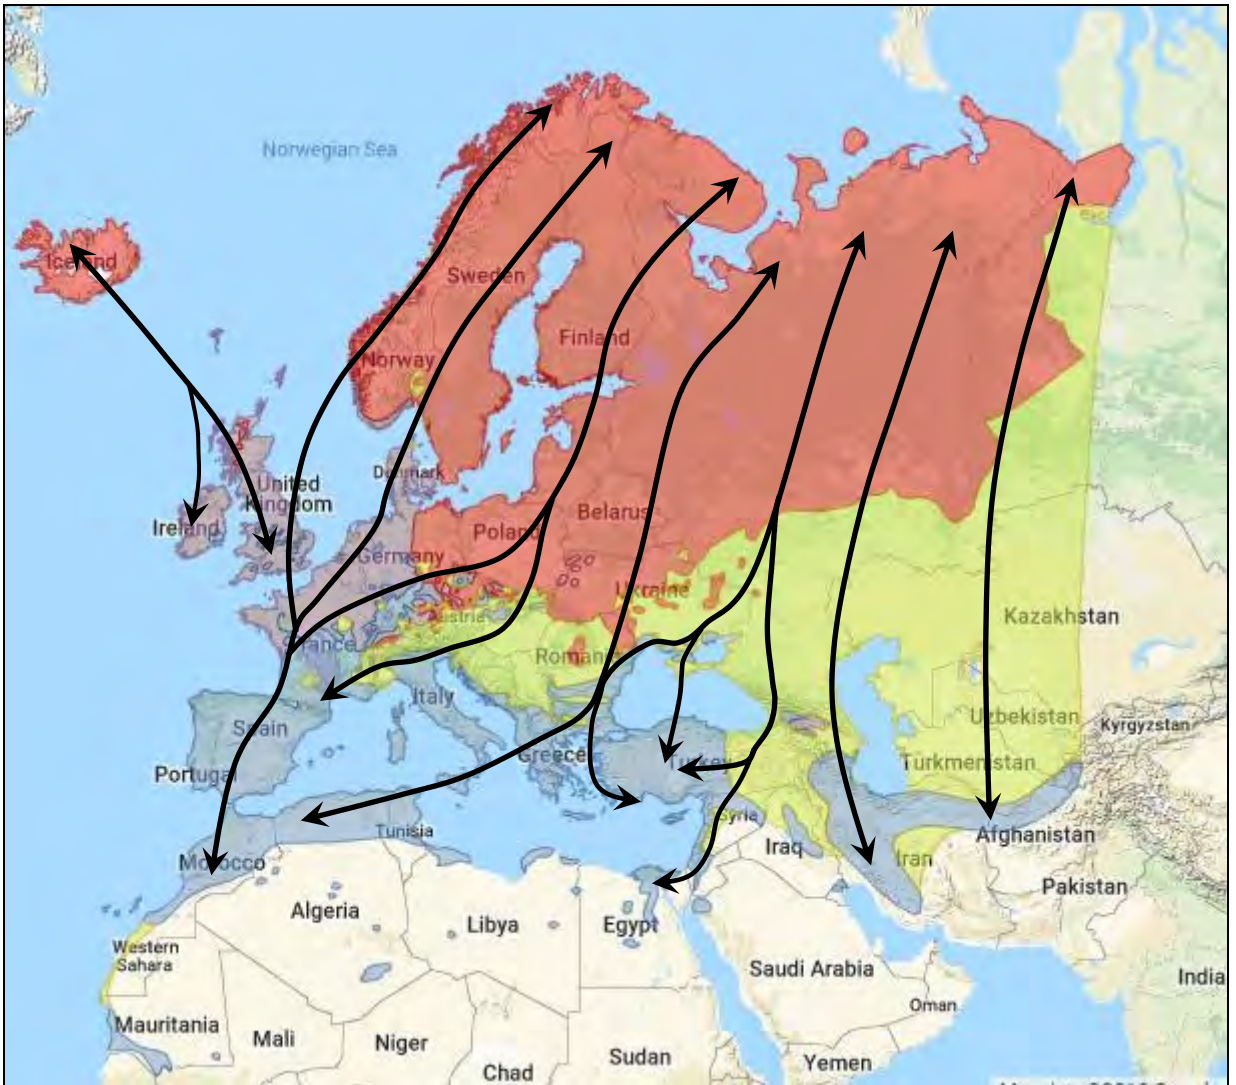 Norwegian Sea
Iceland
Sweden
Finland
Norway
Denmark
United
Kingdom
Ireland
Poland
Belarus
Germany
Ukraine
Austria
France
Romania
Kazakhstan
Italy
Spain
Uzbekistan
Kyrgyzstan
Portugal
Greece
Turkey
Turkmenistan
Syria
Tunisia
Afghanistan
Iraq
Iran
Morocco
Pakistan
Algeria
Libya
Egypt
Western
Sahara
Saudi Arabia
India
Oman
Mauritania
Mali
Niger
Sudan
Yemen
Chad